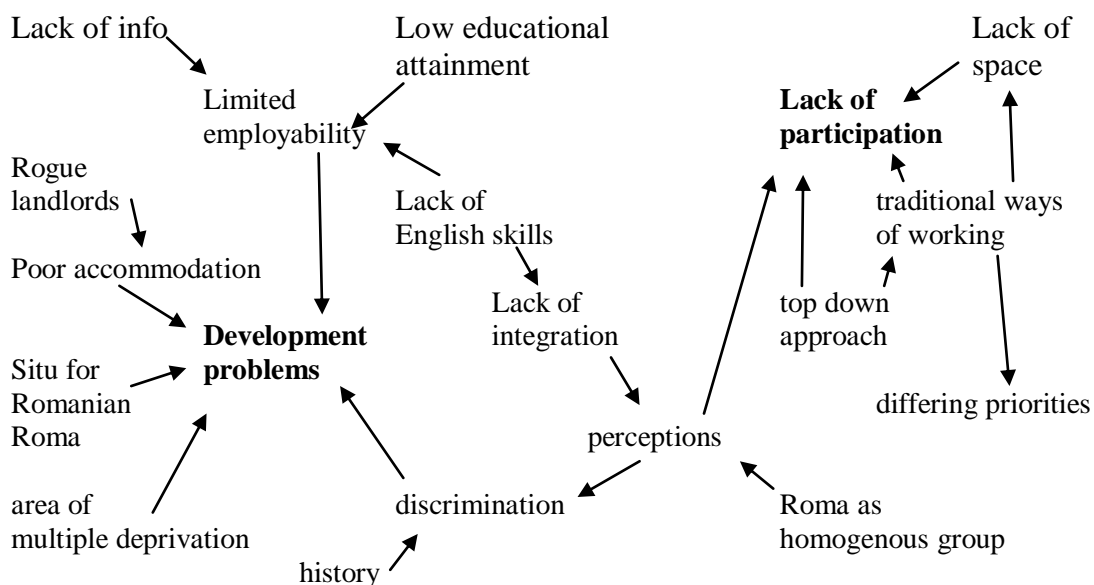 Lack of info
Low educational
attainment
Lack of
space
Limited
employability
Lack of
participation
Rogue
landlords
Lack of
English skills
traditional ways
of working
Poor accommodation
Lack of
integration
top down
approach
Development
problems
Situ for
Romanian
Roma
differing priorities
perceptions
area of
multiple deprivation
discrimination
Roma as
homogenous group
history